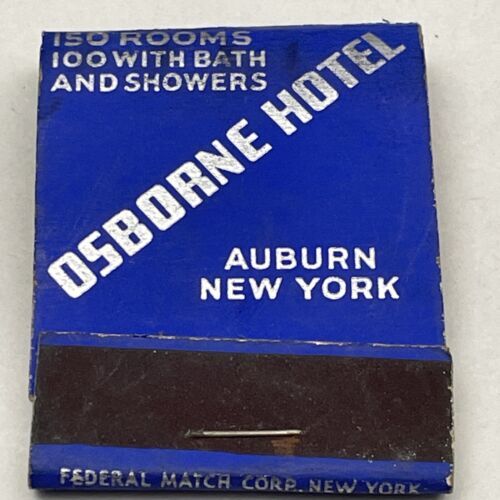 150 ROOMS
100 WITH BATH
AND SHOWERS
OSBORNE HOTEL
AUBURN
NEW YORK
FEDERAL MATCH CORP. NEW YORK